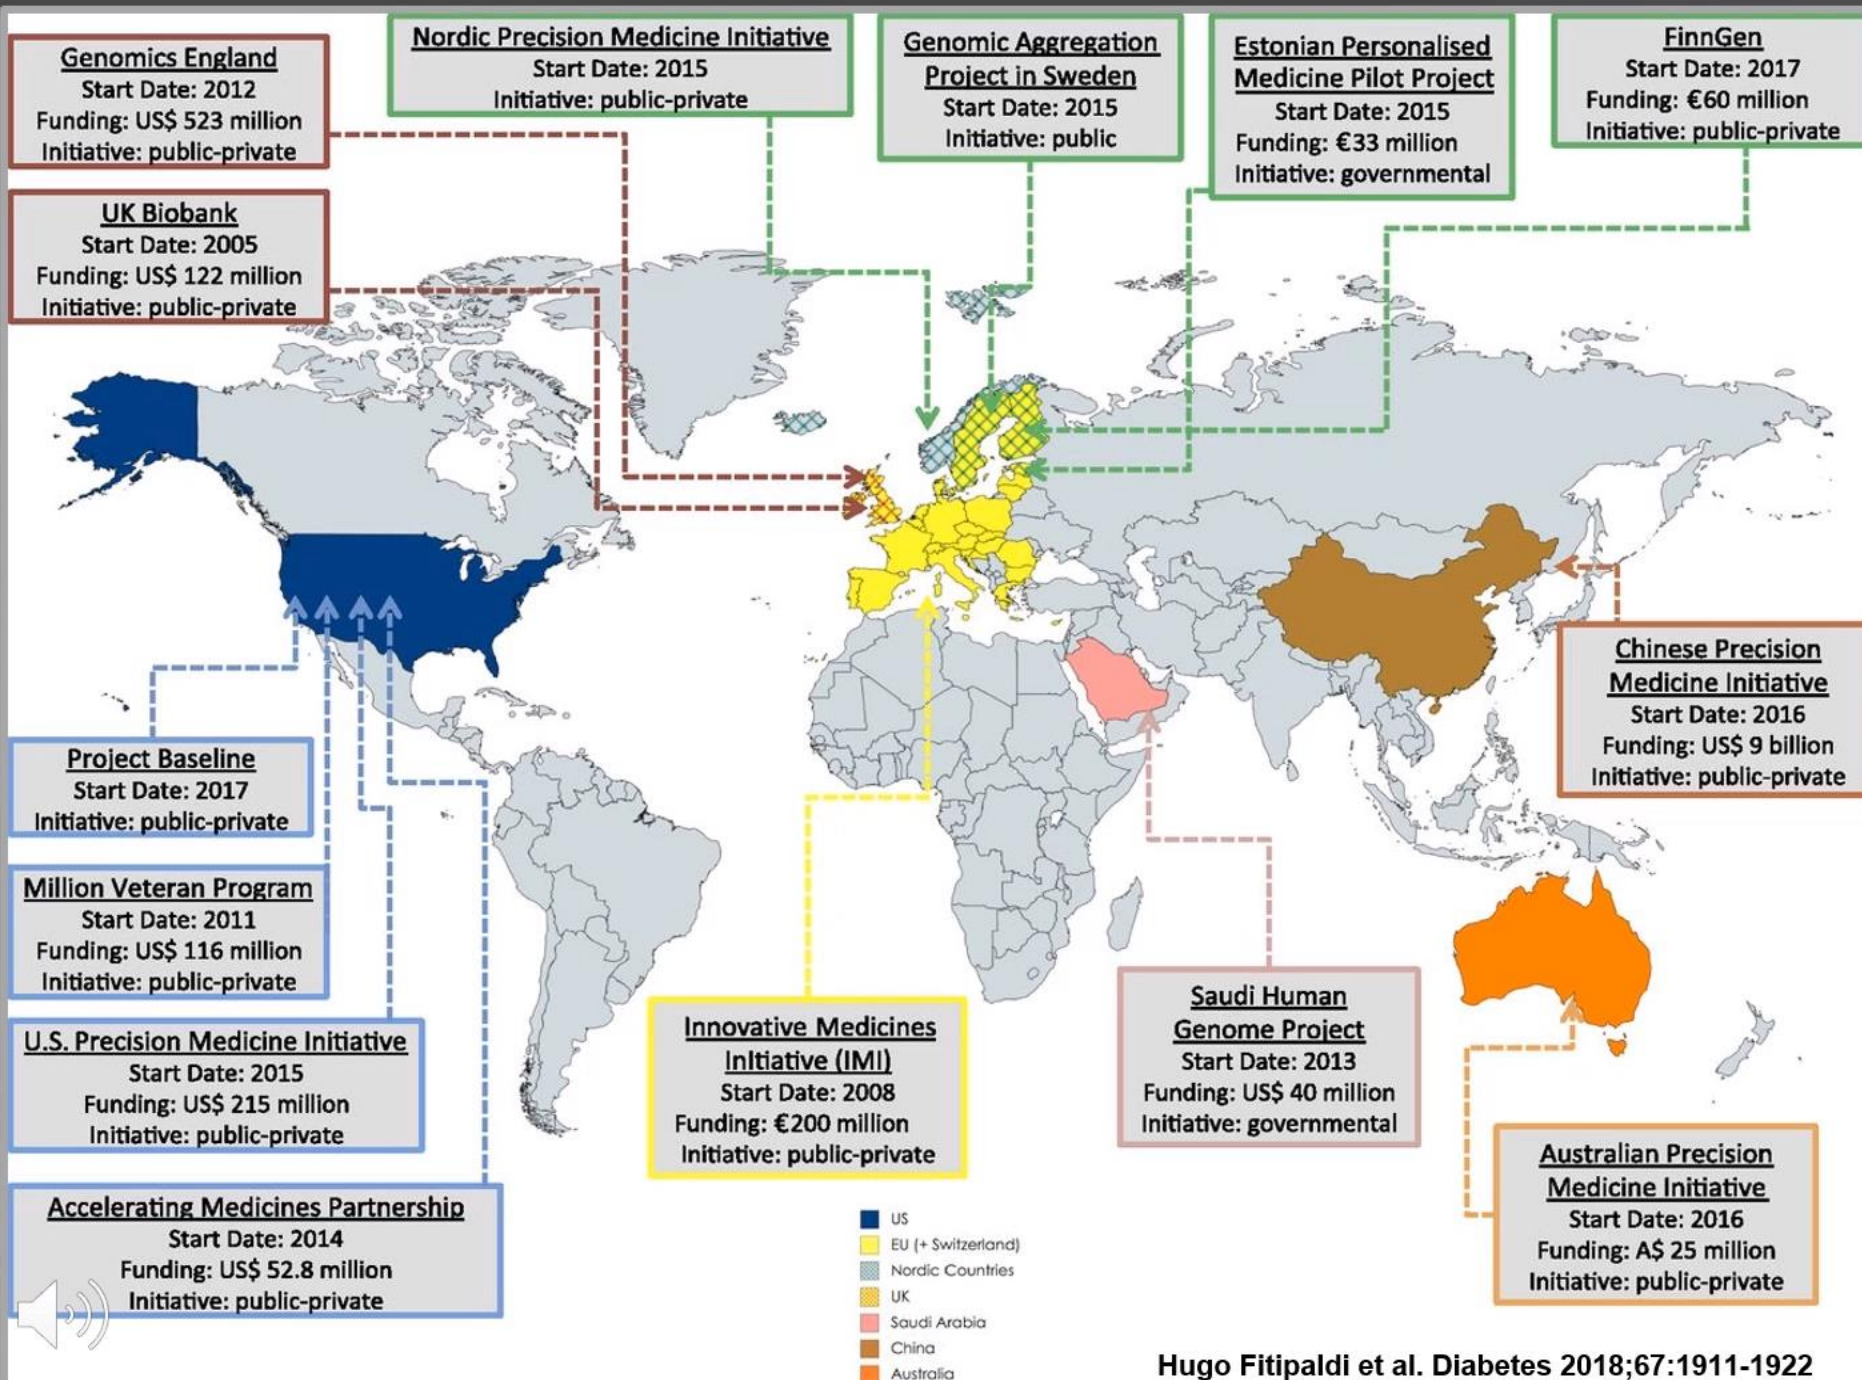 Genomics England
Start Date: 2012
Funding: US$ 523 million
Initiative: public-private
UK Biobank
Start Date: 2005
Funding: US$ 122 million
Initiative: public-private
Nordic Precision Medicine Initiative
Start Date: 2015
Initiative: public-private
Genomic Aggregation
Project in Sweden
Start Date: 2015
Initiative: public
Estonian Personalised
Medicine Pilot Project
Start Date: 2015
Funding: €33 million
Initiative: governmental
FinnGen
Start Date: 2017
Funding: €60 million
Initiative: public-private
Chinese Precision
Medicine Initiative
Start Date: 2016
Funding: US$ 9 billion
Initiative: public-private
Project Baseline
Start Date: 2017
Initiative: public-private
Million Veteran Program
Start Date: 2011
Funding: US$ 116 million
Initiative: public-private
U.S. Precision Medicine Initiative
Start Date: 2015
Funding: US$ 215 million
Initiative: public-private
Accelerating Medicines Partnership
Start Date: 2014
Funding: US$ 52.8 million
Initiative: public-private
Innovative Medicines
InItiative (IMI)
Start Date: 2008
Funding: €200 million
Initiative: public-private
Saudi Human
Genome Project
Start Date: 2013
Funding: US$ 40 million
Initiative: governmental
Australian Precision
Medicine Initiative
Start Date: 2016
Funding: A$ 25 million
Initiative: public-private
US
EU (+ Switzerland)
Nordic Countries
UK
Saudi Arabia
China
Australia
Hugo Fitipaldi et al. Diabetes 2018;67:1911-1922